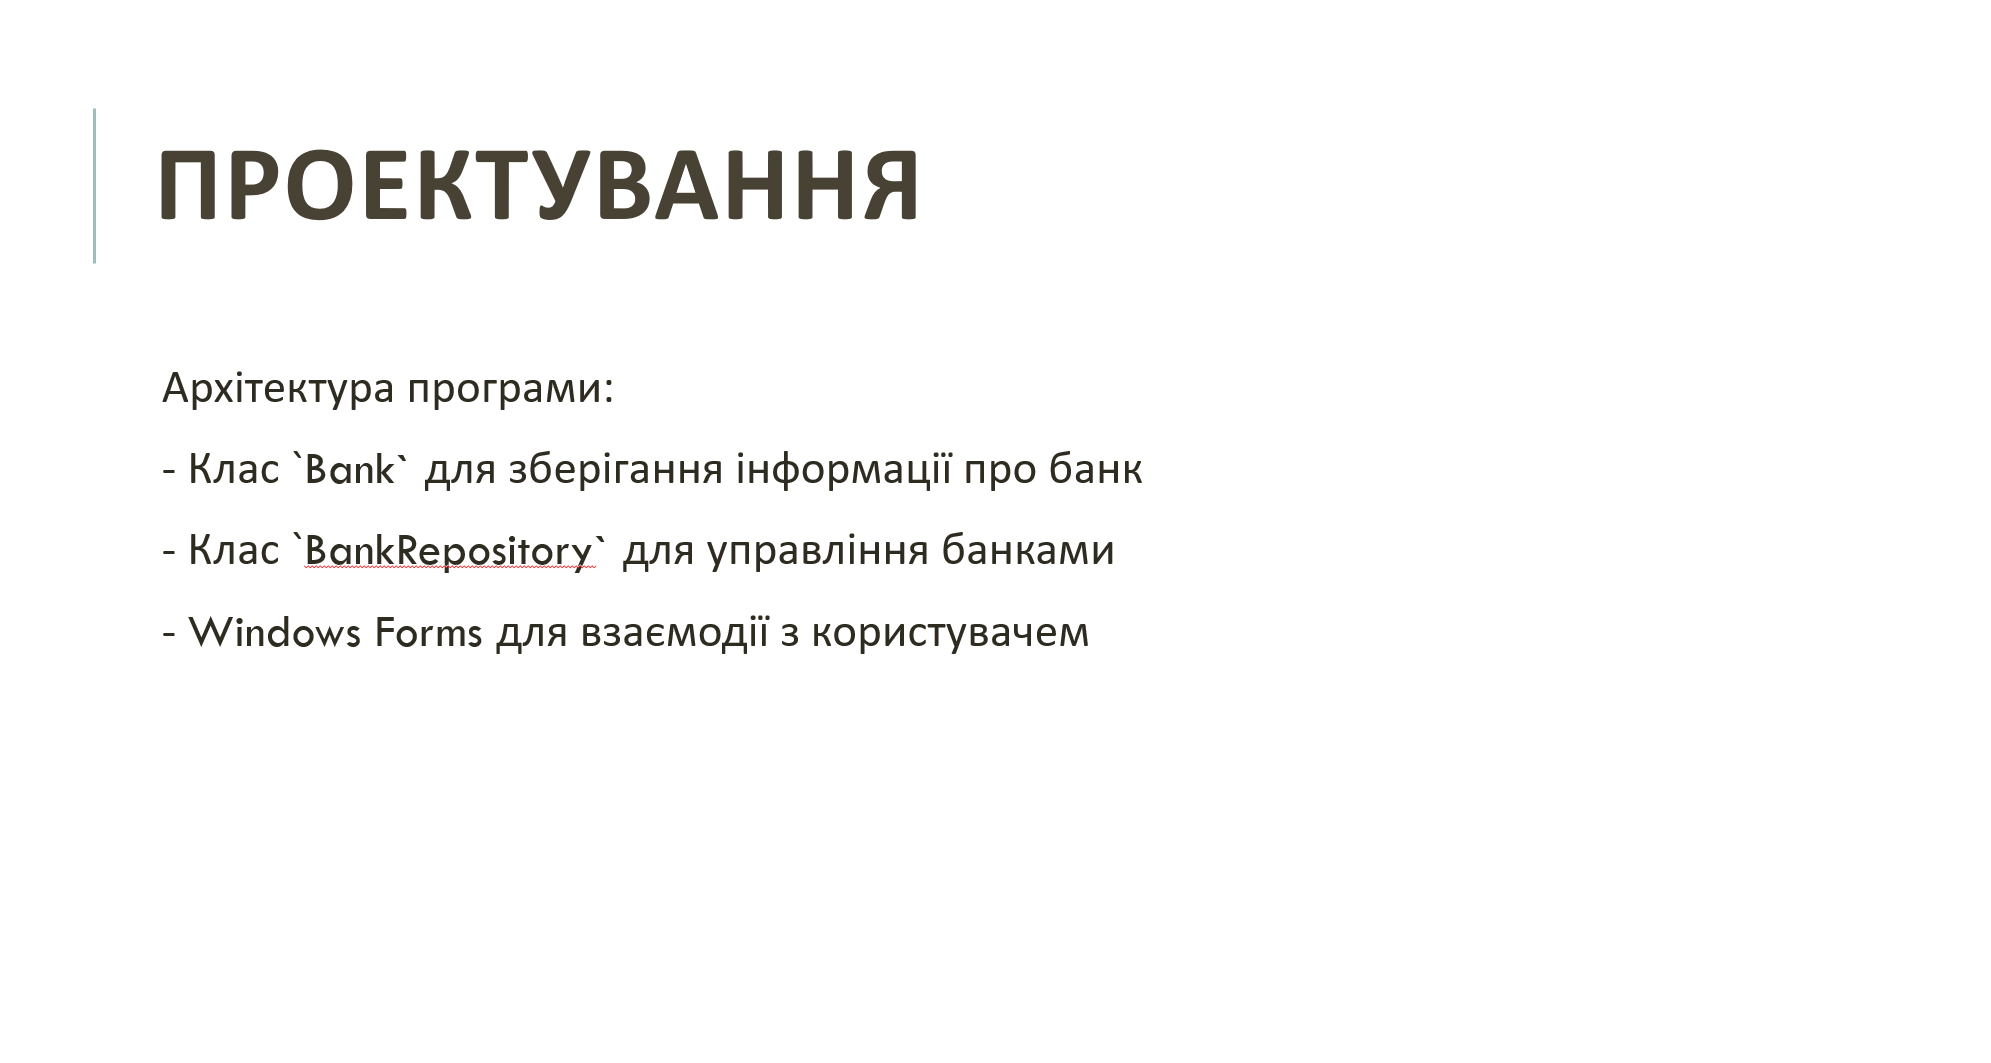 ПРОЕКТУВАННЯ
Архітектура програми:
- Клас `Bank` для зберігання інформації про банк
- Клас `BankRepository` для управління банками
- Windows Forms для взаємодії з користувачем